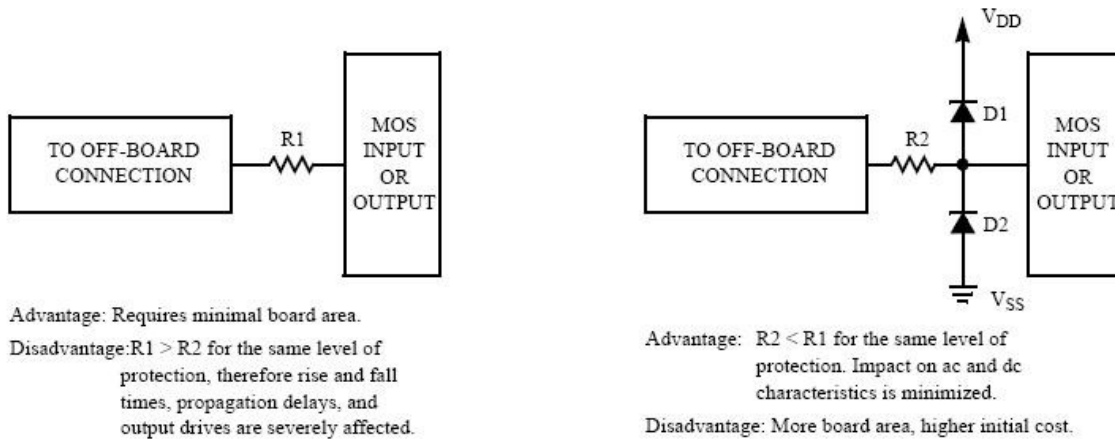 TO OFF-BOARD
CONNECTION
R1
MOS
INPUT
OR
OUTPUT
Advantage: Requires minimal board area.
Disadvantage:R1 > R2 for the same level of
protection, therefore rise and fall
times, propagation delays, and
output drives are severely affected.
VDD
D1
TO OFF-BOARD
CONNECTION
R2
MOS
INPUT
OR
OUTPUT
D2
VSS
Advantage: R2 < R1 for the same level of
protection. Impact on ac and dc
characteristics is minimized.
Disadvantage: More board area, higher initial cost.